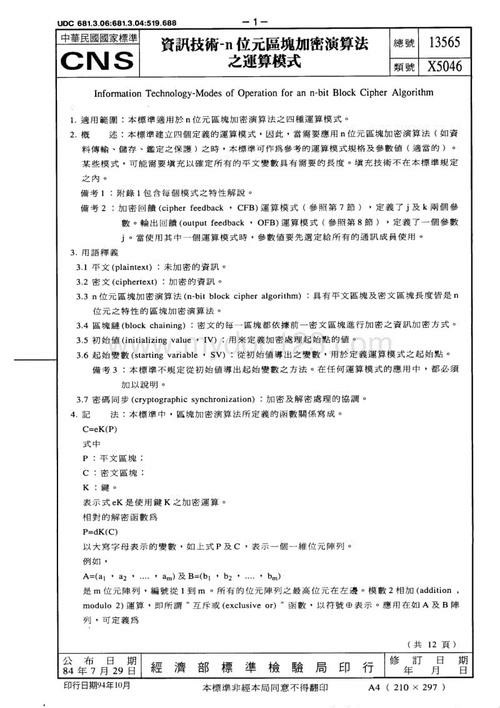 UDC 681.3.06:681.3.04:519.688
－1－
中華民國國家標準
CNS
資訊技術-n 位元區塊加密演算法
之運算模式
總號
13565
類號
X5046
Information Technology-Modes of Operation for an n-bit Block Cipher Algorithm
1. 適用範圍：本標準適用於 n 位元區塊加密演算法之四種運算模式。
2. 概　　述：本標準建立四個定義的運算模式，因此，當需要應用 n 位元區塊加密演算法（如資
料傳輸、儲存、鑑定之保護）之時，本標準可作為參考的運算模式規格及參數值（適當的）。
某些模式，可能需要填充以確定所有的平文變數具有需要的長度。填充技術不在本標準規定
之內。
備考 1：附錄 1 包含每個模式之特性解說。
備考 2：加密回饋 (cipher feedback ，CFB) 運算模式（參照第 7 節），定義了 j 及 k 兩個參
數。輸出回饋 (output feedback ，OFB) 運算模式（參照第 8 節），定義了一個參數
j。當使用其中一個運算模式時，參數值要先選定給所有的通訊成員使用。
3. 用語釋義
3.1 平文 (plaintext)：未加密的資訊。
3.2 密文 (ciphertext)：加密的資訊。
3.3 n 位元區塊加密演算法 (n-bit block cipher algorithm)：具有平文區塊及密文區塊長度皆是 n
位元之特性的區塊加密演算法。
3.4 區塊鏈 (block chaining)：密文的每一區塊都依據前一密文區塊進行加密之資訊加密方式。
3.5 初始值 (initializing value ，IV)：用來定義加密處理起始點的值。
3.6 起始變數 (starting variable ，SV)：從初始值導出之變數，用於定義運算模式之起始點。
備考 3：本標準不規定從初始值導出起始變數之方法。在任何運算模式的應用中，都必須
加以說明。
3.7 密碼同步 (cryptographic synchronization)：加密及解密處理的協調。
4. 記　　法：本標準中，區塊加密演算法所定義的函數關係寫成。
C=eK(P)
式中
P：平文區塊；
C：密文區塊；
K：鍵。
表示式 eK 是使用鍵 K 之加密運算。
相對的解密函數為
P=dK(C)
以大寫字母表示的變數，如上式 P 及 C，表示一個一維位元陣列。
例如，
A=(a₁，a₂，....，aₘ) 及 B=(b₁，b₂，....，bₘ)
是 m 位元陣列，編號從 1 到 m。所有的位元陣列之最高位元在左邊。模數 2 相加 (addition，
modulo 2) 運算，即所謂 " 互斥或 (exclusive or) " 函數，以符號⊕表示。應用在如 A 及 B 陣
列，可定義為
（共 12 頁）
公布日期
84 年 7 月 29 日
經濟部標準檢驗局印行
修訂日期
年　月　日
印行日期94年10月
本標準非經本局同意不得翻印
A4（210 × 297）